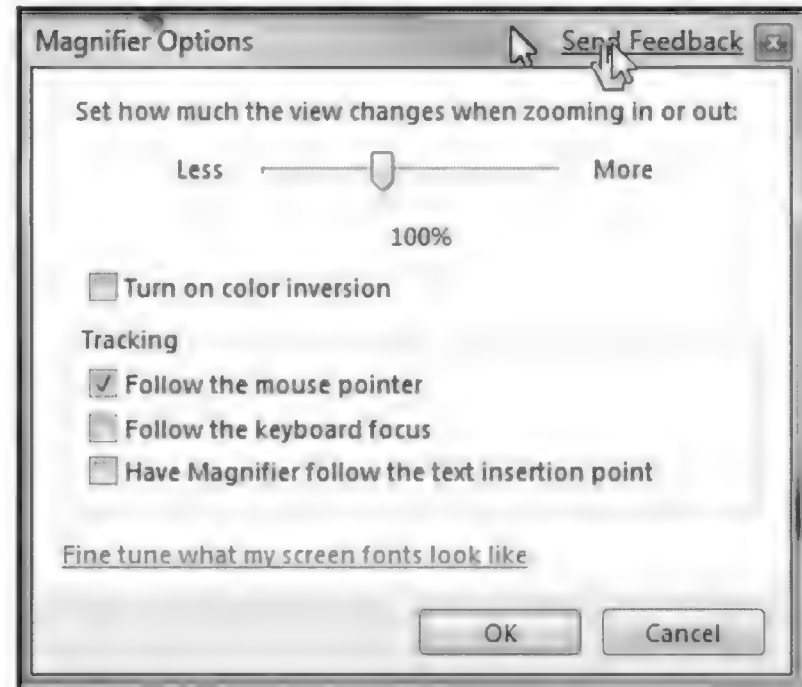 Magnifier Options Send Feedback
Set how much the view changes when zooming in or out:
Less More
100%
Turn on color inversion
Tracking
Follow the mouse pointer
Follow the keyboard focus
Have Magnifier follow the text insertion point
Fine tune what my screen fonts look like
OK Cancel